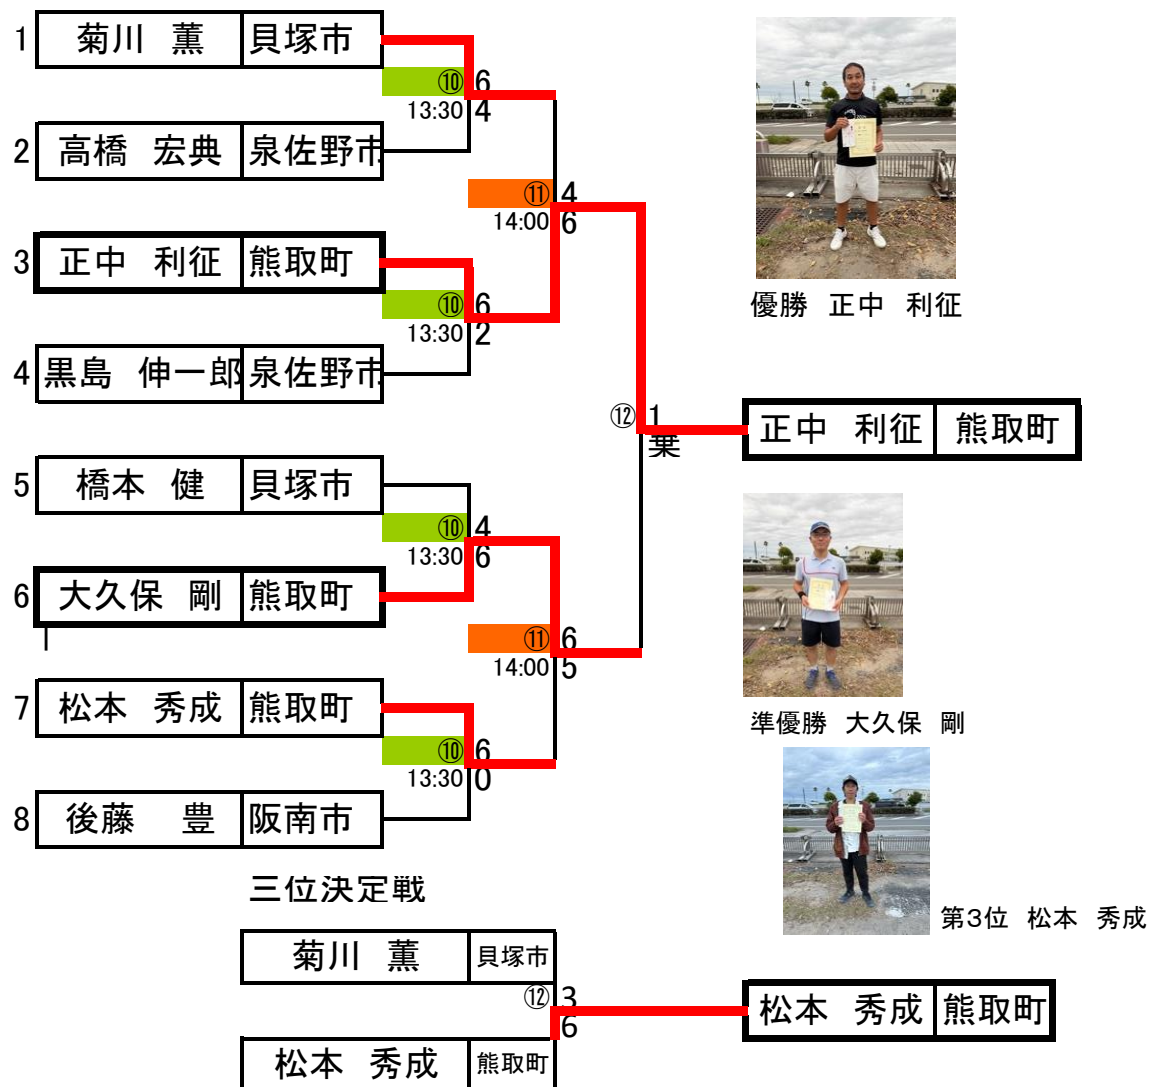 1 菊川 薫 貝塚市
⑩ 6
13:30 4
2 高橋 宏典 泉佐野市
⑪ 4
14:00 6
3 正中 利征 熊取町
⑩ 6
13:30 2
4 黒島 伸一郎 泉佐野市
5 橋本 健 貝塚市
⑩ 4
13:30 6
6 大久保 剛 熊取町
⑪ 6
14:00 5
7 松本 秀成 熊取町
⑩ 6
13:30 0
8 後藤 豊 阪南市
⑫ 1
棄
優勝 正中 利征
正中 利征 熊取町
準優勝 大久保 剛
第3位 松本 秀成
三位決定戦
菊川 薫 貝塚市
⑫ 3
6
松本 秀成 熊取町
松本 秀成 熊取町